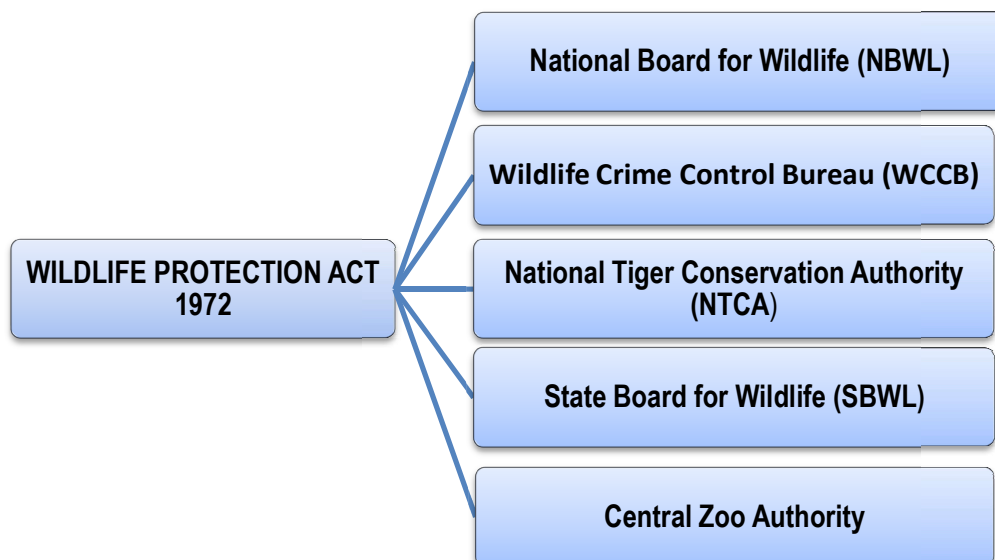 National Board for Wildlife (NBWL)
Wildlife Crime Control Bureau (WCCB)
WILDLIFE PROTECTION ACT
1972
National Tiger Conservation Authority
(NTCA)
State Board for Wildlife (SBWL)
Central Zoo Authority